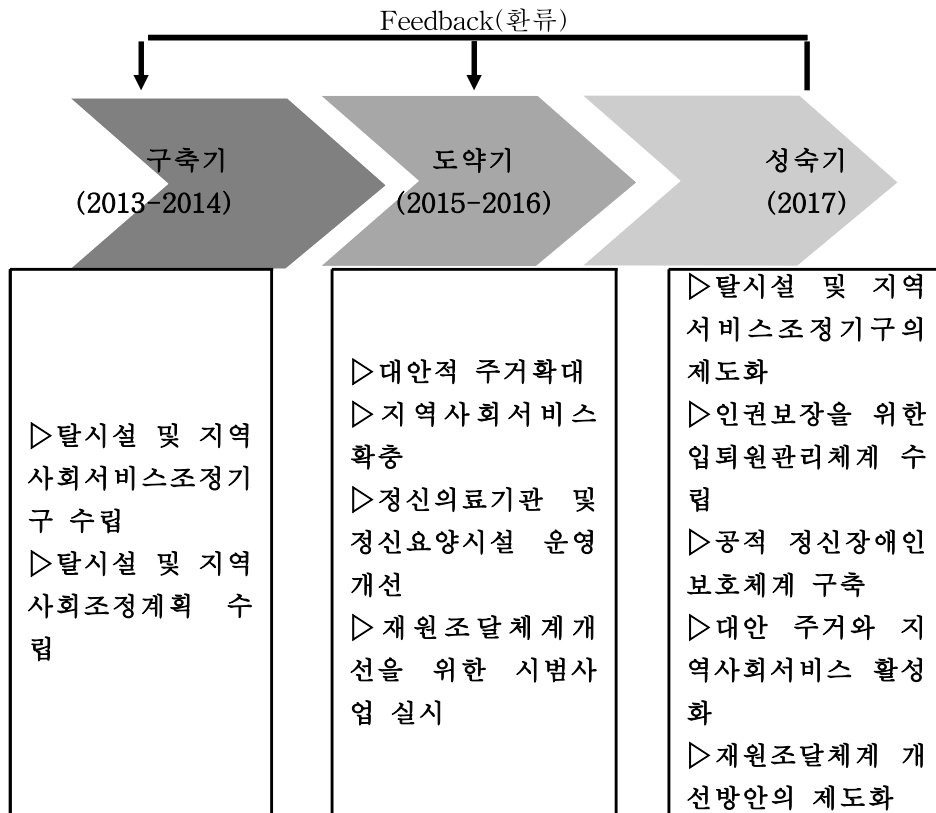 Feedback(환류)
구축기
(2013-2014)
도약기
(2015-2016)
성숙기
(2017)
▷탈시설 및 지역
사회서비스조정기
구 수립
▷탈시설 및 지역
사회조정계획 수
립
▷대안적 주거확대
▷지역사회서비스
확충
▷정신의료기관 및
정신요양시설 운영
개선
▷재원조달체계개
선을 위한 시범사
업 실시
▷탈시설 및 지역
서비스조정기구의
제도화
▷인권보장을 위한
입퇴원관리체계 수
립
▷공적 정신장애인
보호체계 구축
▷대안 주거와 지
역사회서비스 활성
화
▷재원조달체계 개
선방안의 제도화